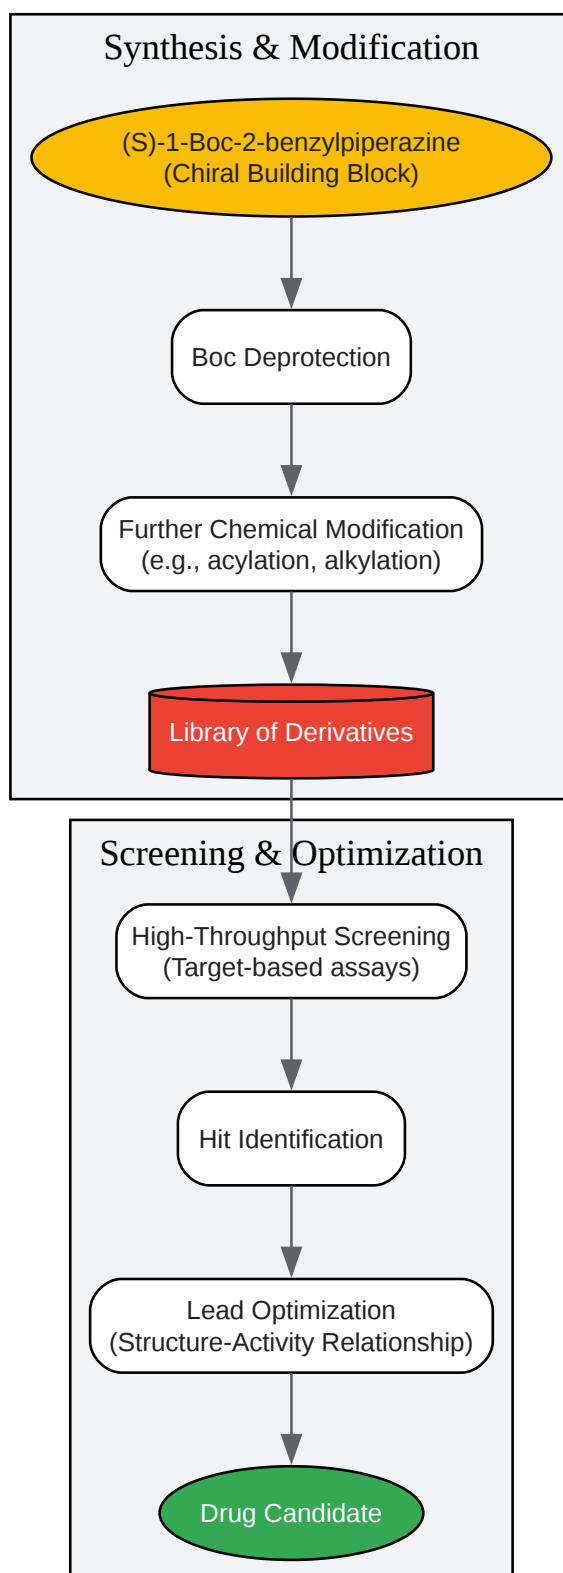 Synthesis & Modification
(S)-1-Boc-2-benzylpiperazine
(Chiral Building Block)
Boc Deprotection
Further Chemical Modification
(e.g., acylation, alkylation)
Library of Derivatives
Screening & Optimization
High-Throughput Screening
(Target-based assays)
Hit Identification
Lead Optimization
(Structure-Activity Relationship)
Drug Candidate